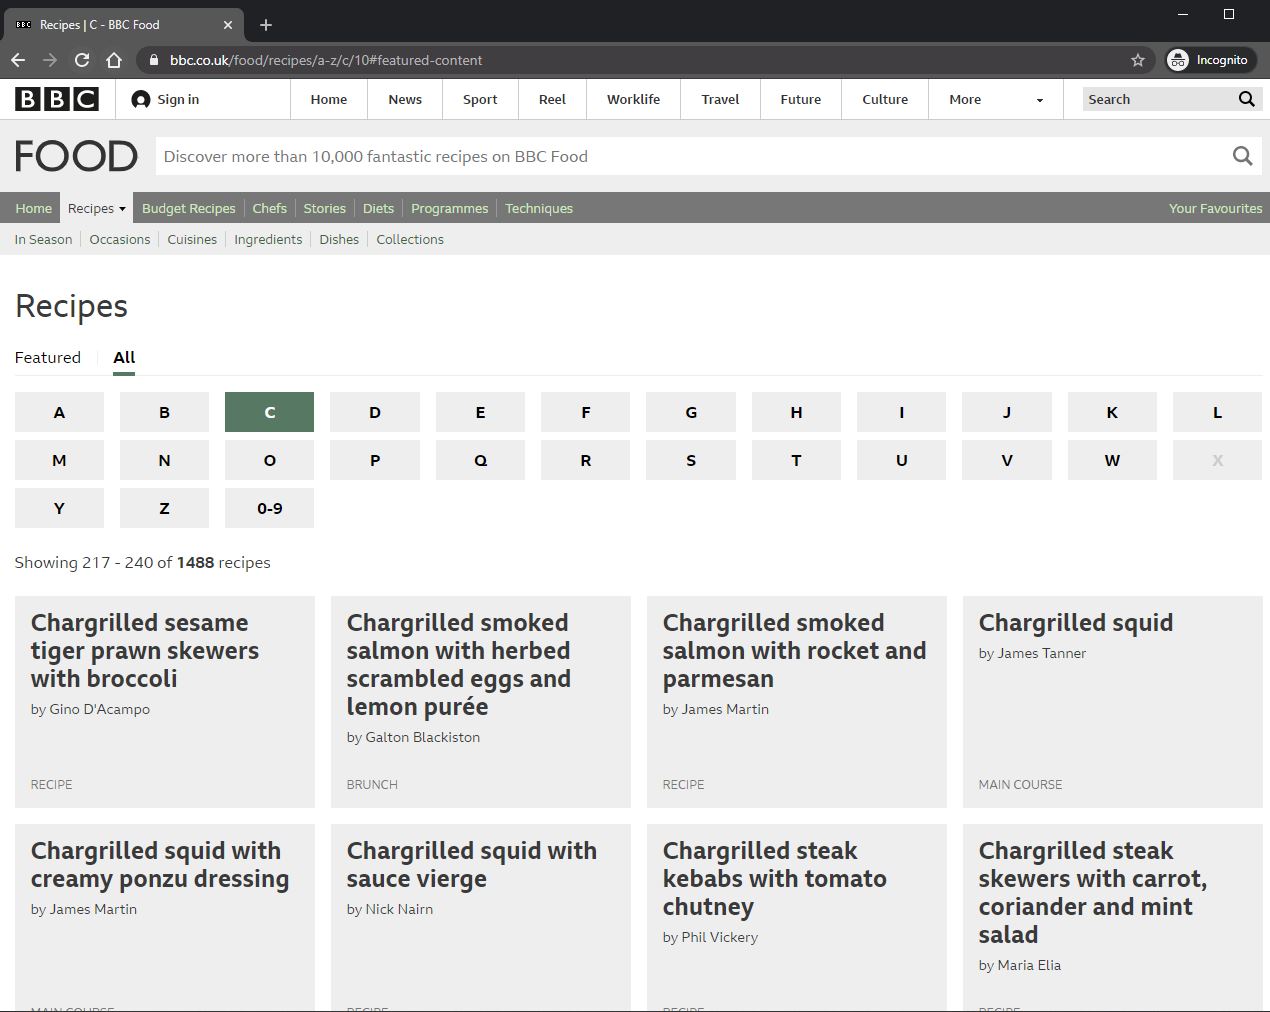 BBC Recipes | C - BBC Food
bbc.co.uk/food/recipes/a-z/c/10#featured-content Incognito
BBC Sign in Home News Sport Reel Worklife Travel Future Culture More Search
FOOD Discover more than 10,000 fantastic recipes on BBC Food
Home Recipes Budget Recipes Chefs Stories Diets Programmes Techniques Your Favourites
In Season Occasions Cuisines Ingredients Dishes Collections
Recipes
Featured All
A B C D E F G H I J K L
M N O P Q R S T U V W X
Y Z 0-9
Showing 217 - 240 of 1488 recipes
Chargrilled sesame
tiger prawn skewers
with broccoli
by Gino D'Acampo
RECIPE
Chargrilled smoked
salmon with herbed
scrambled eggs and
lemon purée
by Galton Blackiston
BRUNCH
Chargrilled smoked
salmon with rocket and
parmesan
by James Martin
RECIPE
Chargrilled squid
by James Tanner
MAIN COURSE
Chargrilled squid with
creamy ponzu dressing
by James Martin
MAIN COURSE
Chargrilled squid with
sauce vierge
by Nick Nairn
RECIPE
Chargrilled steak
kebabs with tomato
chutney
by Phil Vickery
RECIPE
Chargrilled steak
skewers with carrot,
coriander and mint
salad
by Maria Elia
RECIPE